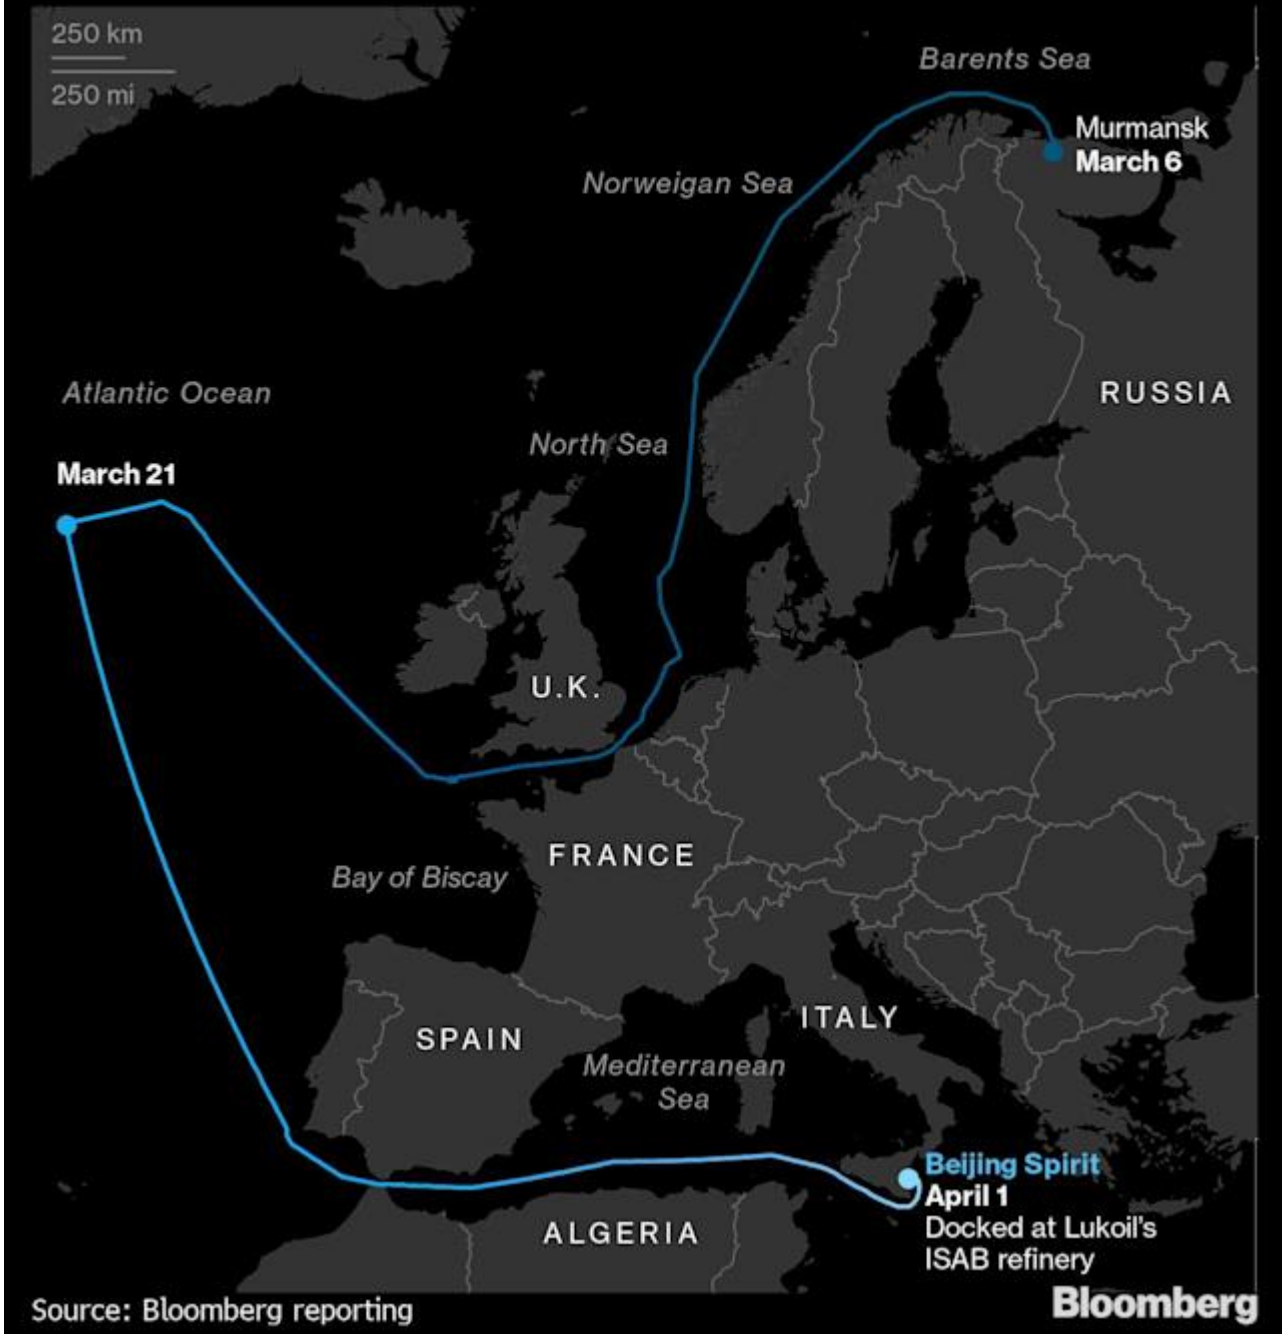 250 km
250 mi
Barents Sea
Murmansk
March 6
Norweigan Sea
Atlantic Ocean
RUSSIA
North Sea
March 21
U.K.
FRANCE
Bay of Biscay
ITALY
SPAIN
Mediterranean
Sea
Beijing Spirit
April 1
Docked at Lukoil's
ISAB refinery
ALGERIA
Source: Bloomberg reporting
Bloomberg